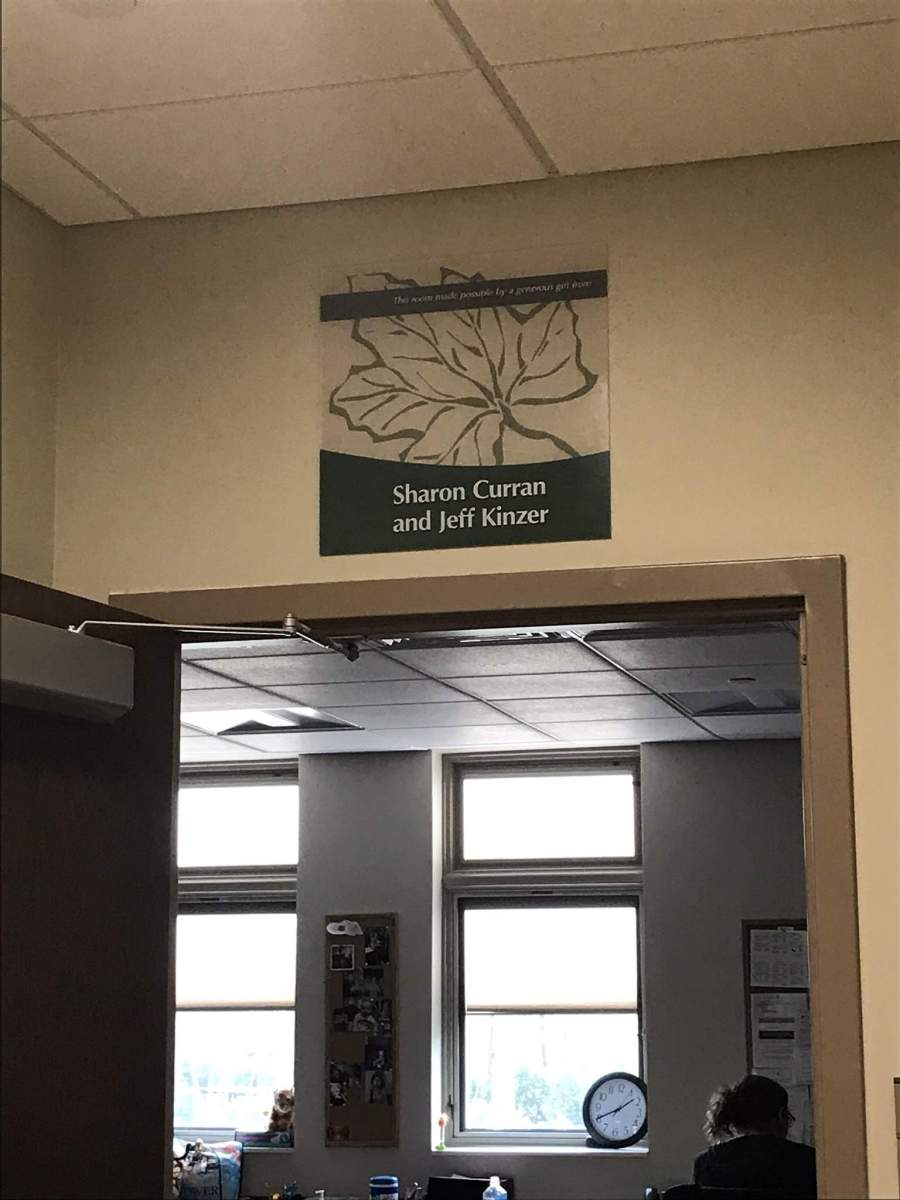 This room made possible by a generous gift from
Sharon Curran
and Jeff Kinzer